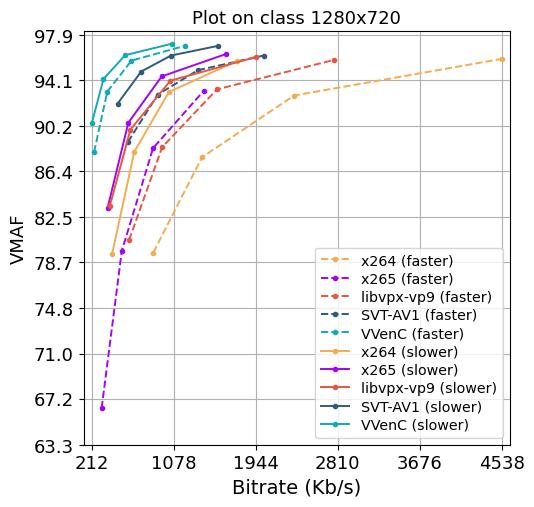 Plot on class 1280x720
97.9
94.1
90.2
86.4
82.5
78.7
74.8
71.0
67.2
63.3
VMAF
x264 (faster)
x265 (faster)
libvpx-vp9 (faster)
SVT-AV1 (faster)
VVenC (faster)
x264 (slower)
x265 (slower)
libvpx-vp9 (slower)
SVT-AV1 (slower)
VVenC (slower)
212 1078 1944 2810 3676 4538
Bitrate (Kb/s)